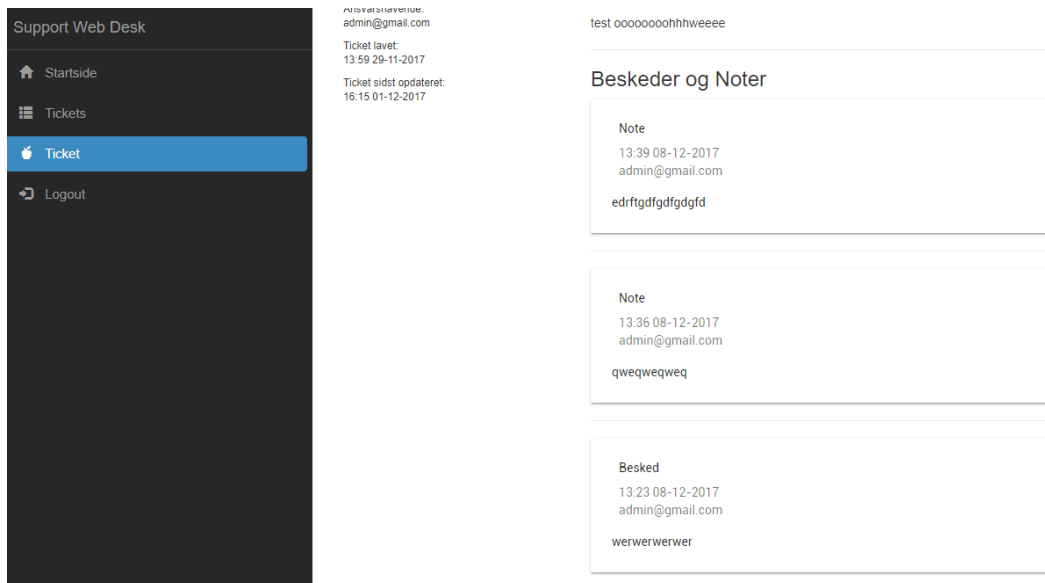 Support Web Desk
Startside
Tickets
Ticket
Logout
Ansvarshavende:
admin@gmail.com
Ticket lavet:
13:59 29-11-2017
Ticket sidst opdateret:
16:15 01-12-2017
test oooooooohhhweeee
Beskeder og Noter
Note
13:39 08-12-2017
admin@gmail.com
edrftgdfgdfgdgfd
Note
13:36 08-12-2017
admin@gmail.com
qweqweqweq
Besked
13:23 08-12-2017
admin@gmail.com
werwerwerwer